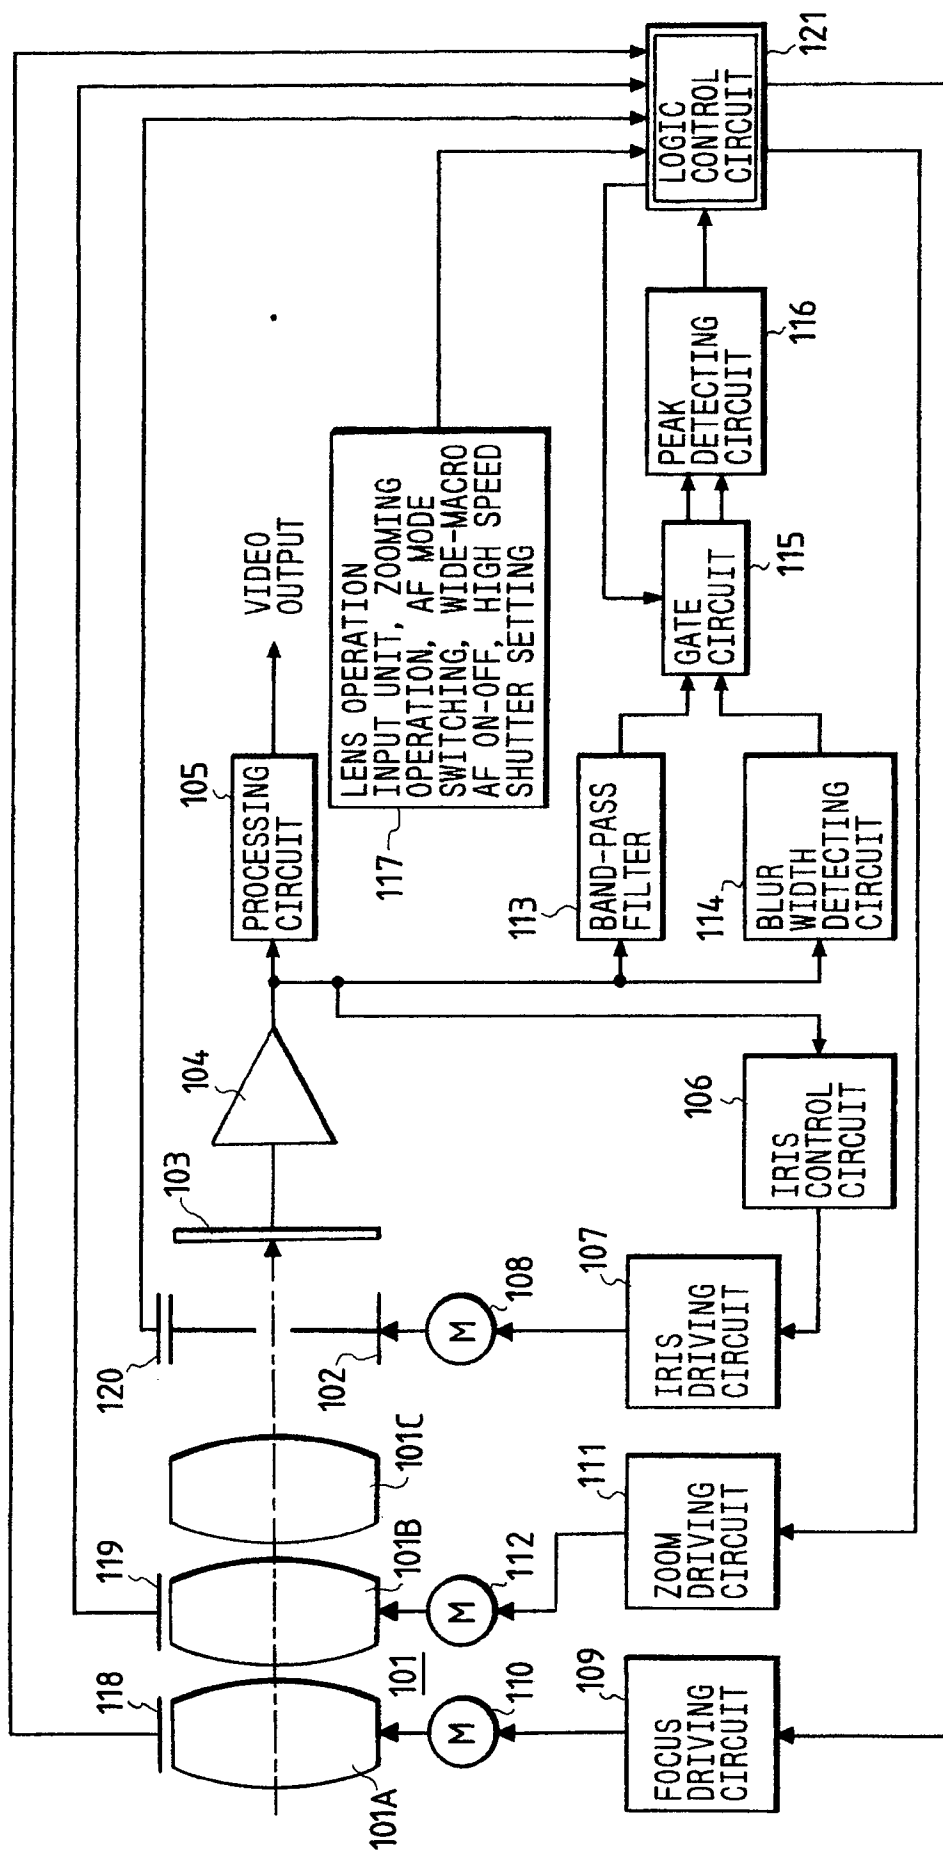 118
119
120
101A
101
101B
101C
102
103
104
105
PROCESSING
CIRCUIT
VIDEO
OUTPUT
LENS OPERATION
INPUT UNIT, ZOOMING
OPERATION, AF MODE
SWITCHING, WIDE-MACRO
AF ON-OFF, HIGH SPEED
SHUTTER SETTING
117
M
110
M
112
M
108
109
FOCUS
DRIVING
CIRCUIT
111
ZOOM
DRIVING
CIRCUIT
107
IRIS
DRIVING
CIRCUIT
106
IRIS
CONTROL
CIRCUIT
113
BAND-PASS
FILTER
114
BLUR
WIDTH
DETECTING
CIRCUIT
GATE
CIRCUIT
115
PEAK
DETECTING
CIRCUIT
116
LOGIC
CONTROL
CIRCUIT
121